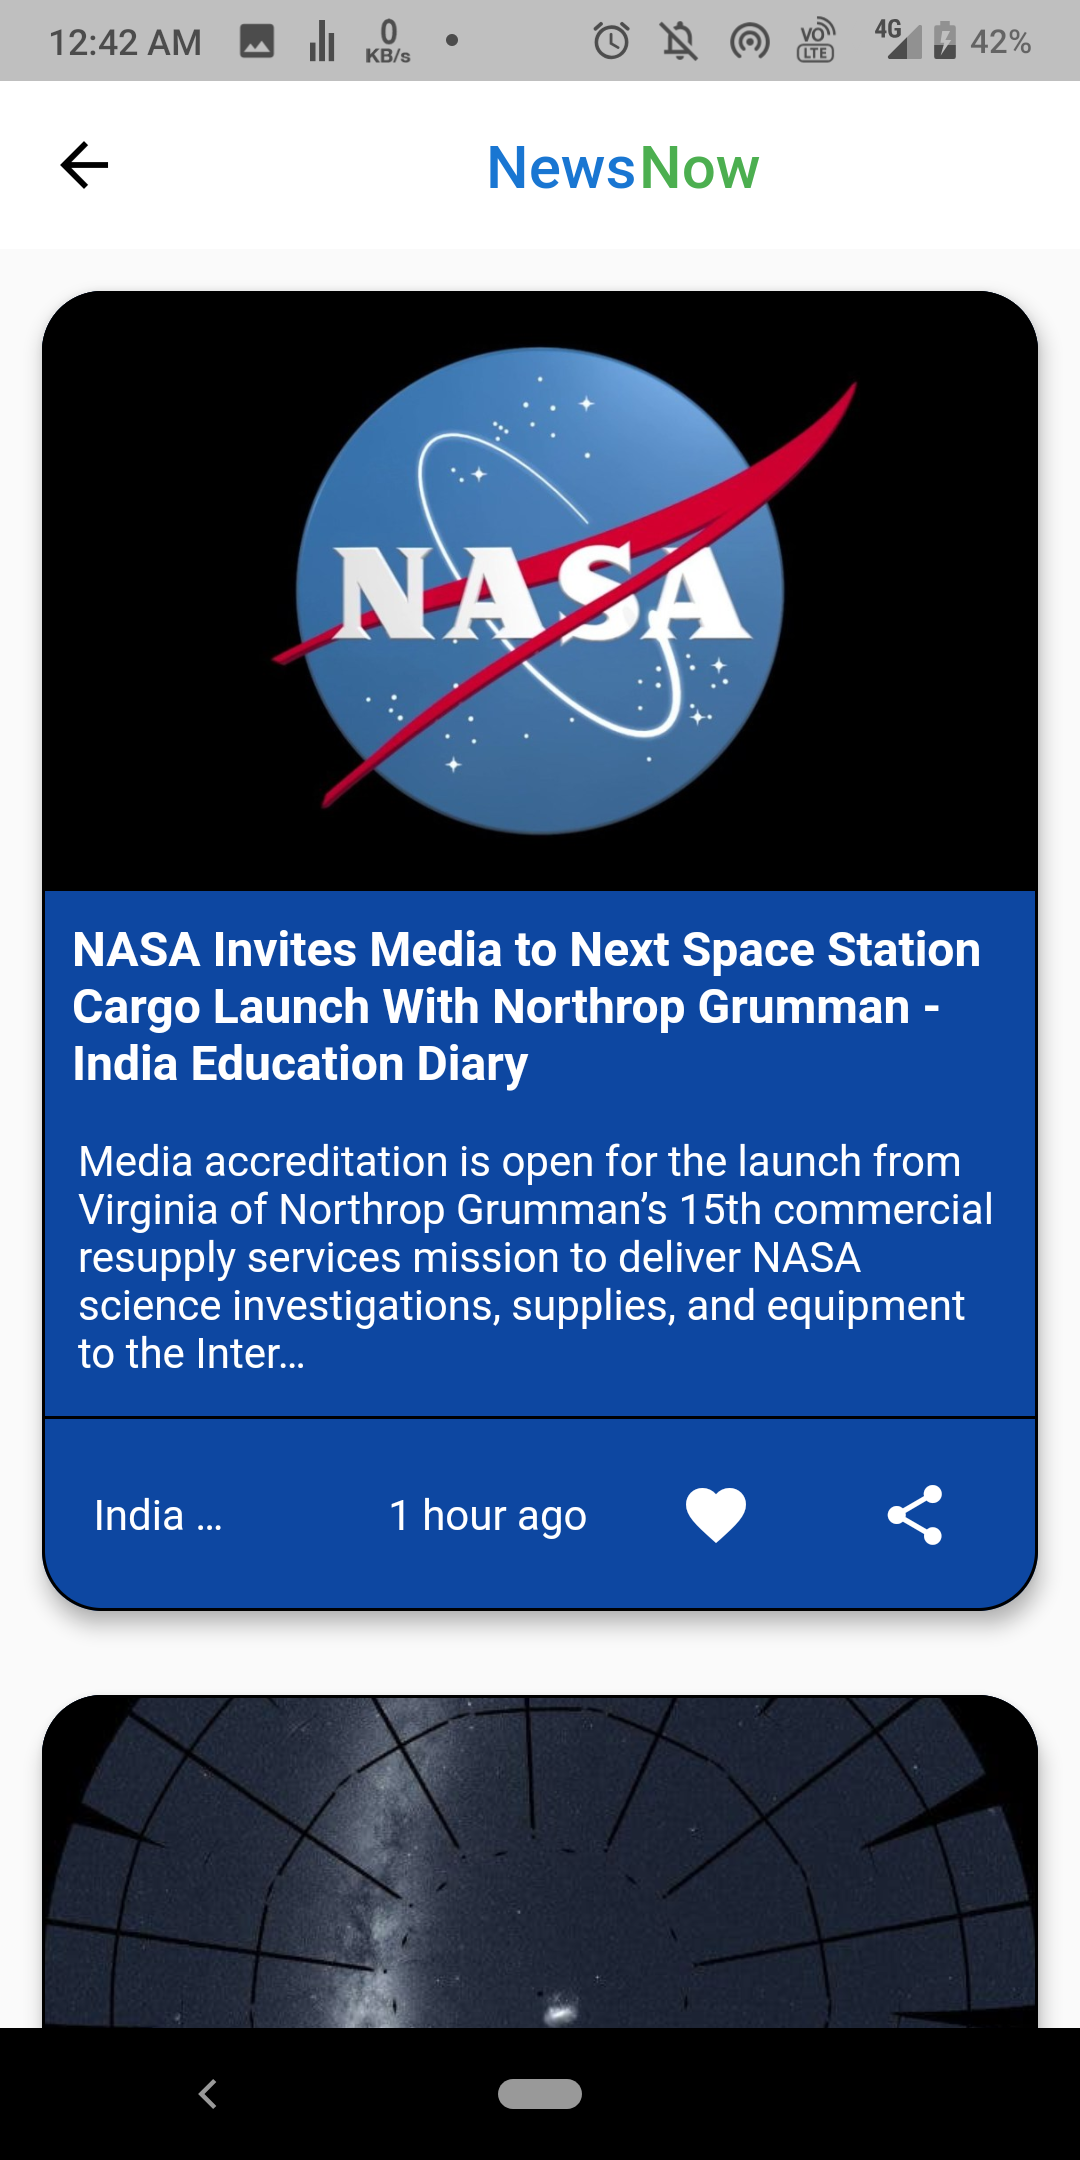 12:42 AM 0 KB/s VO LTE 4G 42%
NewsNow
NASA
NASA Invites Media to Next Space Station
Cargo Launch With Northrop Grumman -
India Education Diary
Media accreditation is open for the launch from
Virginia of Northrop Grumman’s 15th commercial
resupply services mission to deliver NASA
science investigations, supplies, and equipment
to the Inter…
India … 1 hour ago